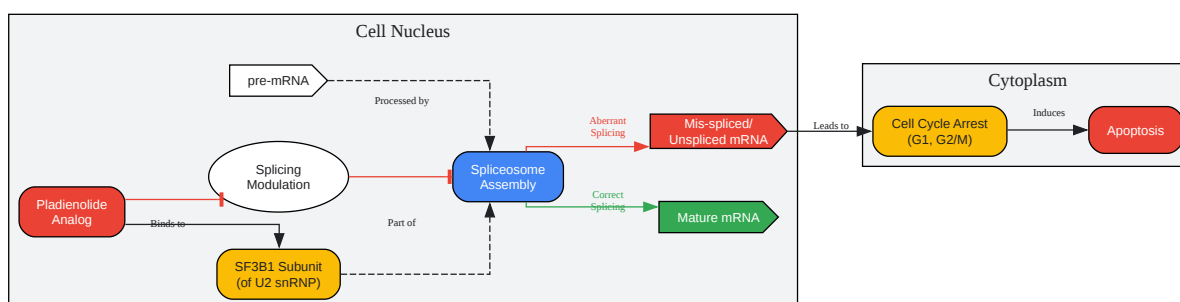 Cell Nucleus
pre-mRNA
Processed by
Cytoplasm
Aberrant
Splicing
Mis-spliced/
Unspliced mRNA
Leads to
Cell Cycle Arrest
(G1, G2/M)
Induces
Apoptosis
Splicing
Modulation
Spliceosome
Assembly
Pladienolide
Analog
Binds to
Part of
Correct
Splicing
Mature mRNA
SF3B1 Subunit
(of U2 snRNP)